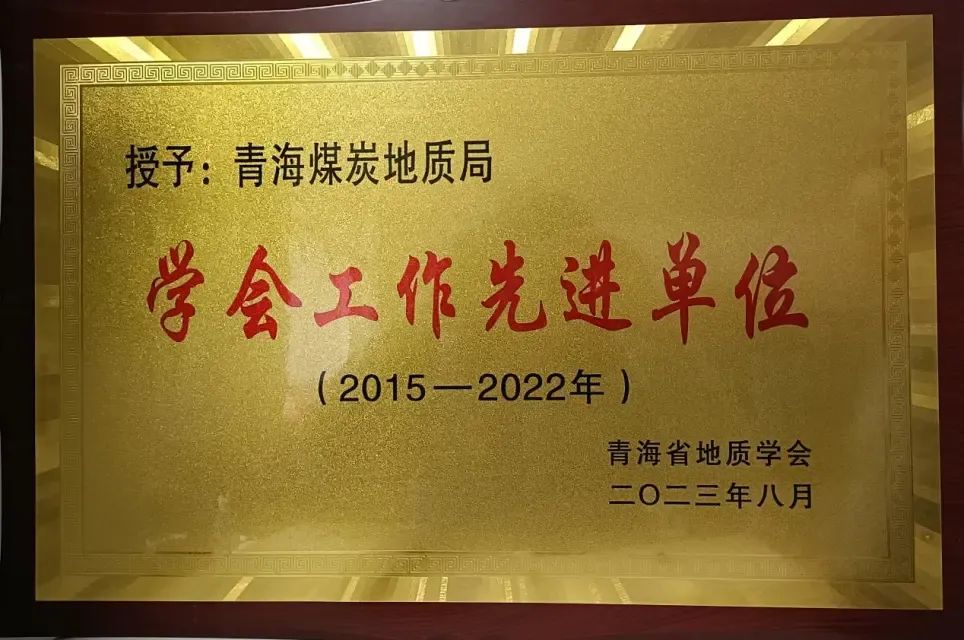 授予：青海煤炭地质局
学会工作先进单位
（2015—2022年）
青海省地质学会
二〇二三年八月